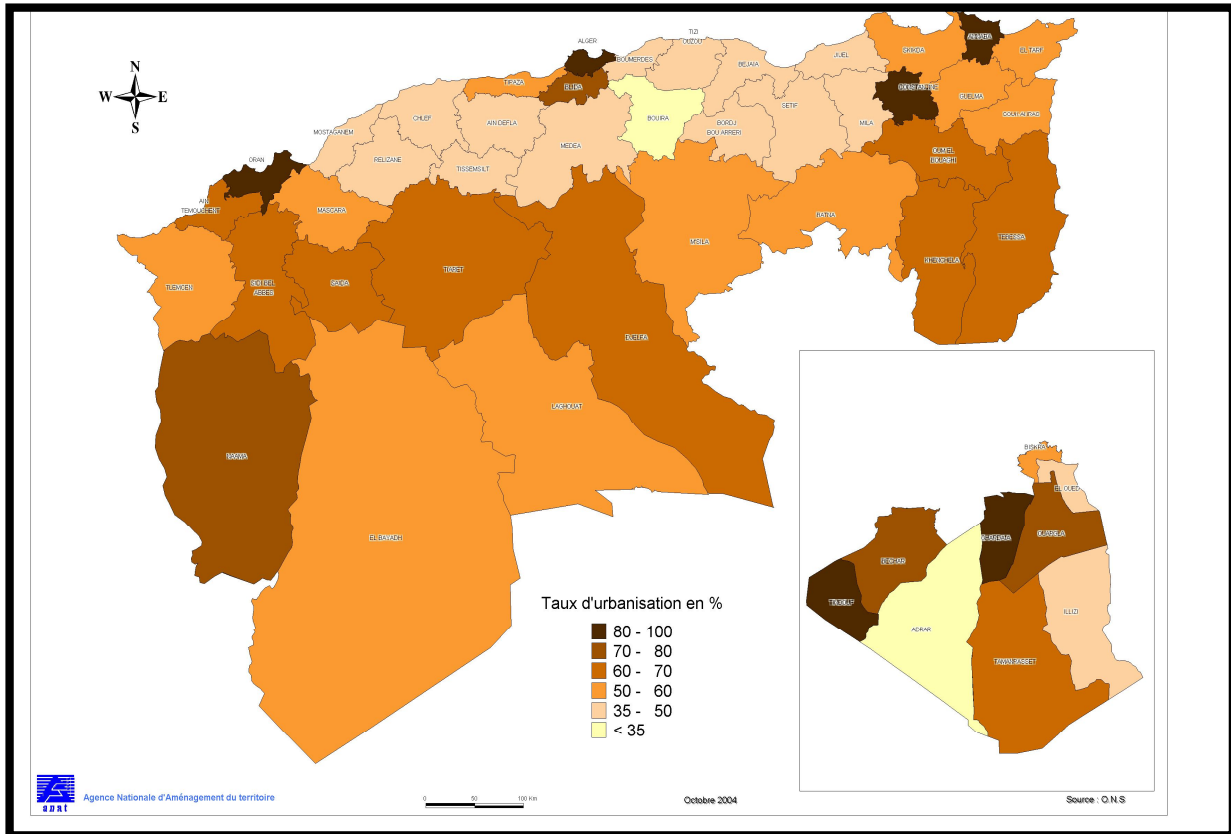 N
W E
S
ALGER
TIZI
OUZOU
BOUMERDES
BEJAIA
JIJEL
SKIKDA
ANNABA
EL TARF
TIPAZA
BLIDA
BOUIRA
SETIF
CONSTANTINE
GUELMA
MOSTAGANEM
CHLEF
AIN DEFLA
MEDEA
BORDJ
BOU ARRERI
MILA
ORAN
RELIZANE
TISSEMSILT
OUM EL
BOUAGHI
AIN
TEMOUCHENT
MASCARA
BATNA
TLEMCEN
SIDI BEL
ABBES
SAIDA
TIARET
M'SILA
KHENCHELA
TEBESSA
DJELFA
LAGHOUAT
NAAMA
EL BAYADH
BISKRA
EL OUED
GHARDAIA
OUARGLA
BECHAR
TINDOUF
ADRAR
ILLIZI
TAMANRASSET
Taux d'urbanisation en %
80 - 100
70 - 80
60 - 70
50 - 60
35 - 50
< 35
anat
Agence Nationale d'Aménagement du territoire
0 50 100 Km
Octobre 2004
Source : O.N.S